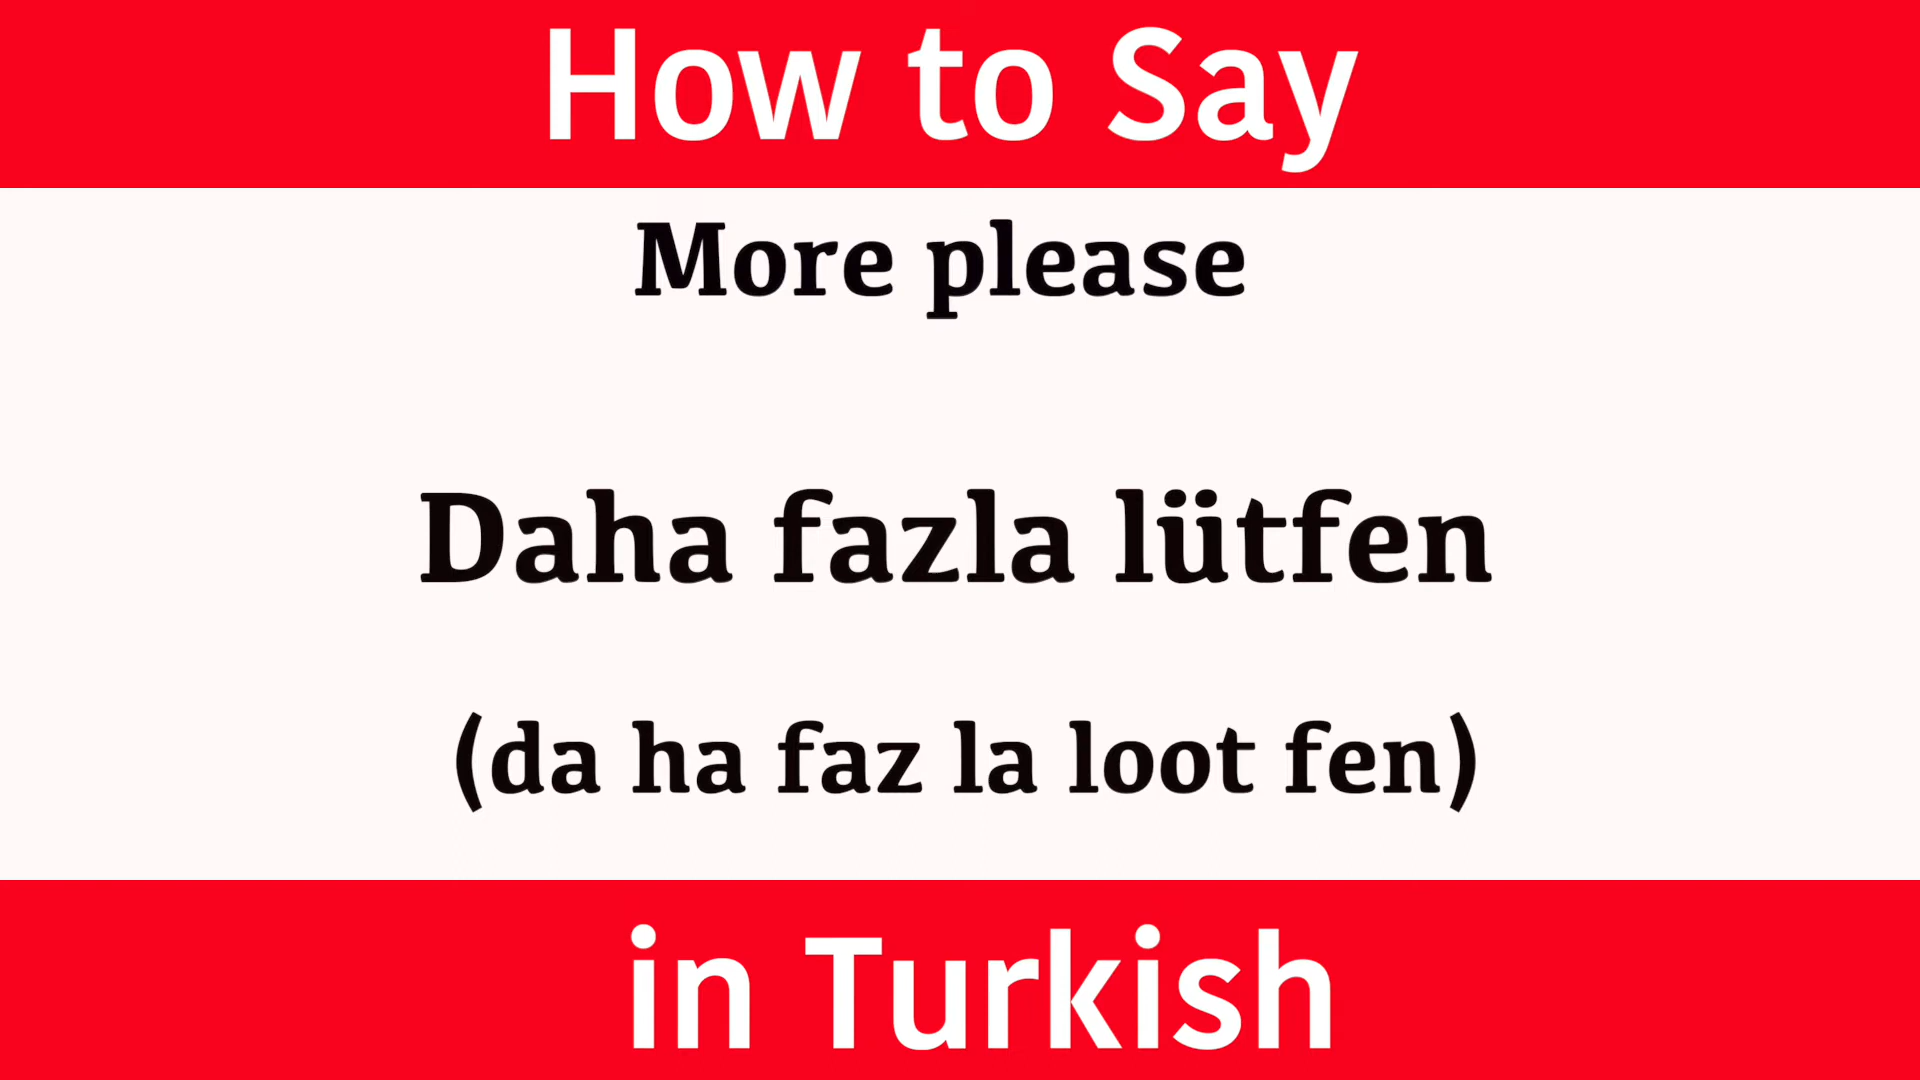 How to Say
More please
Daha fazla lütfen
(da ha faz la loot fen)
in Turkish